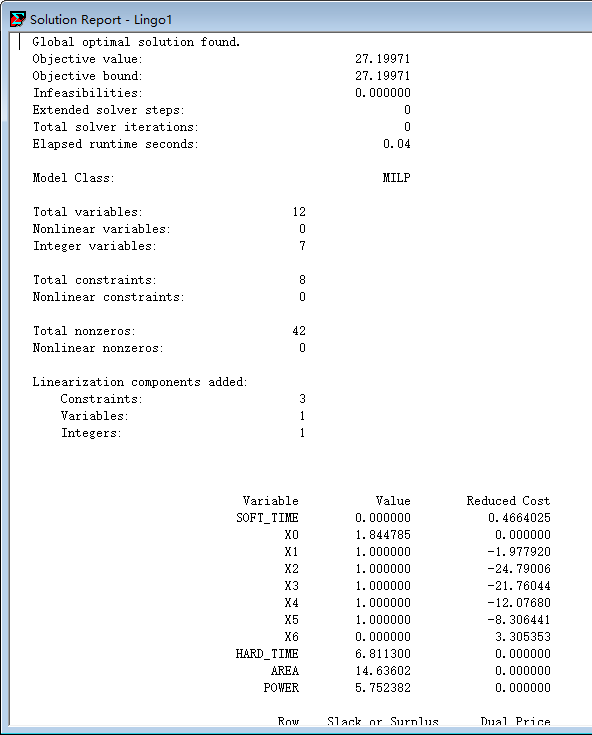 Solution Report - Lingo1
Global optimal solution found.
Objective value: 27.19971
Objective bound: 27.19971
Infeasibilities: 0.000000
Extended solver steps: 0
Total solver iterations: 0
Elapsed runtime seconds: 0.04
Model Class: MILP
Total variables: 12
Nonlinear variables: 0
Integer variables: 7
Total constraints: 8
Nonlinear constraints: 0
Total nonzeros: 42
Nonlinear nonzeros: 0
Linearization components added:
Constraints: 3
Variables: 1
Integers: 1
Variable Value Reduced Cost
SOFT_TIME 0.000000 0.4664025
X0 1.844785 0.000000
X1 1.000000 -1.977920
X2 1.000000 -24.79006
X3 1.000000 -21.76044
X4 1.000000 -12.07680
X5 1.000000 -8.306441
X6 0.000000 3.305353
HARD_TIME 6.811300 0.000000
AREA 14.63602 0.000000
POWER 5.752382 0.000000
Row Slack or Surplus Dual Price